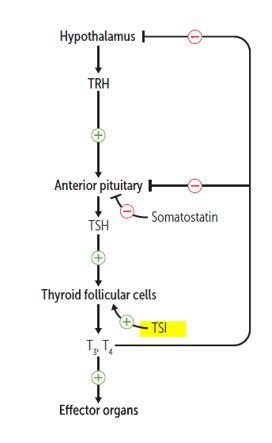 Hypothalamus
TRH
Anterior pituitary
Somatostatin
TSH
Thyroid follicular cells
TSI
T3, T4
Effector organs